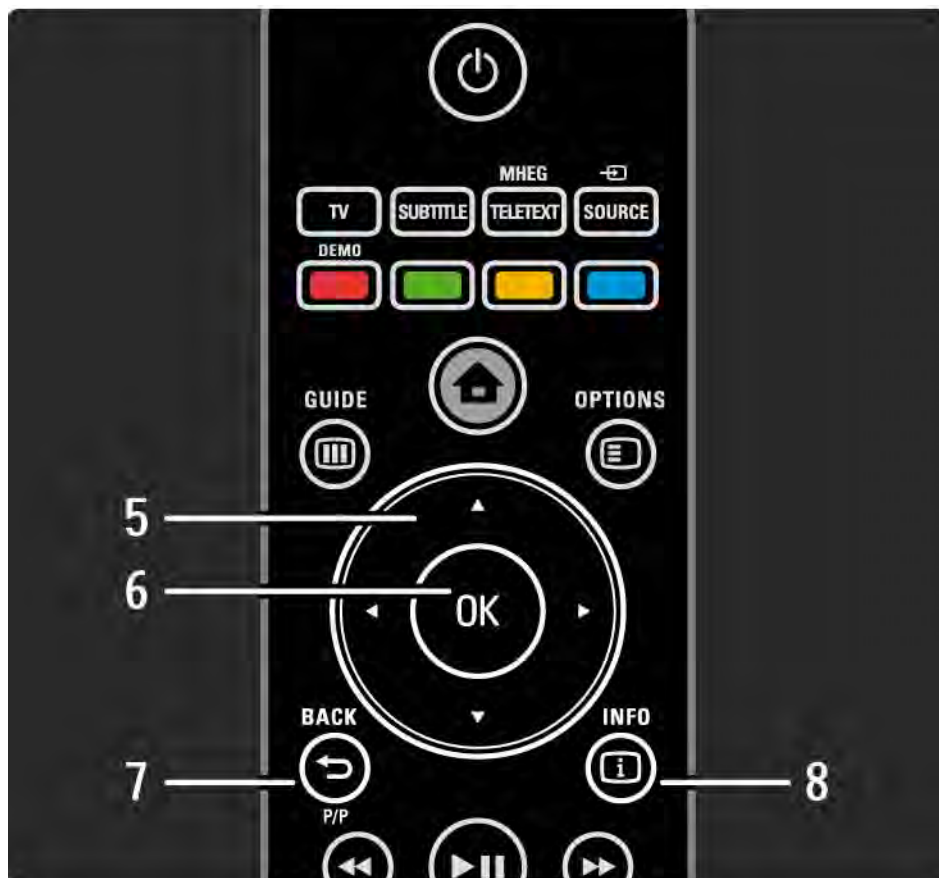 MHEG
TV SUBTITLE TELETEXT SOURCE
DEMO
GUIDE OPTIONS
5
6 OK
BACK INFO
i
7 8
P/P